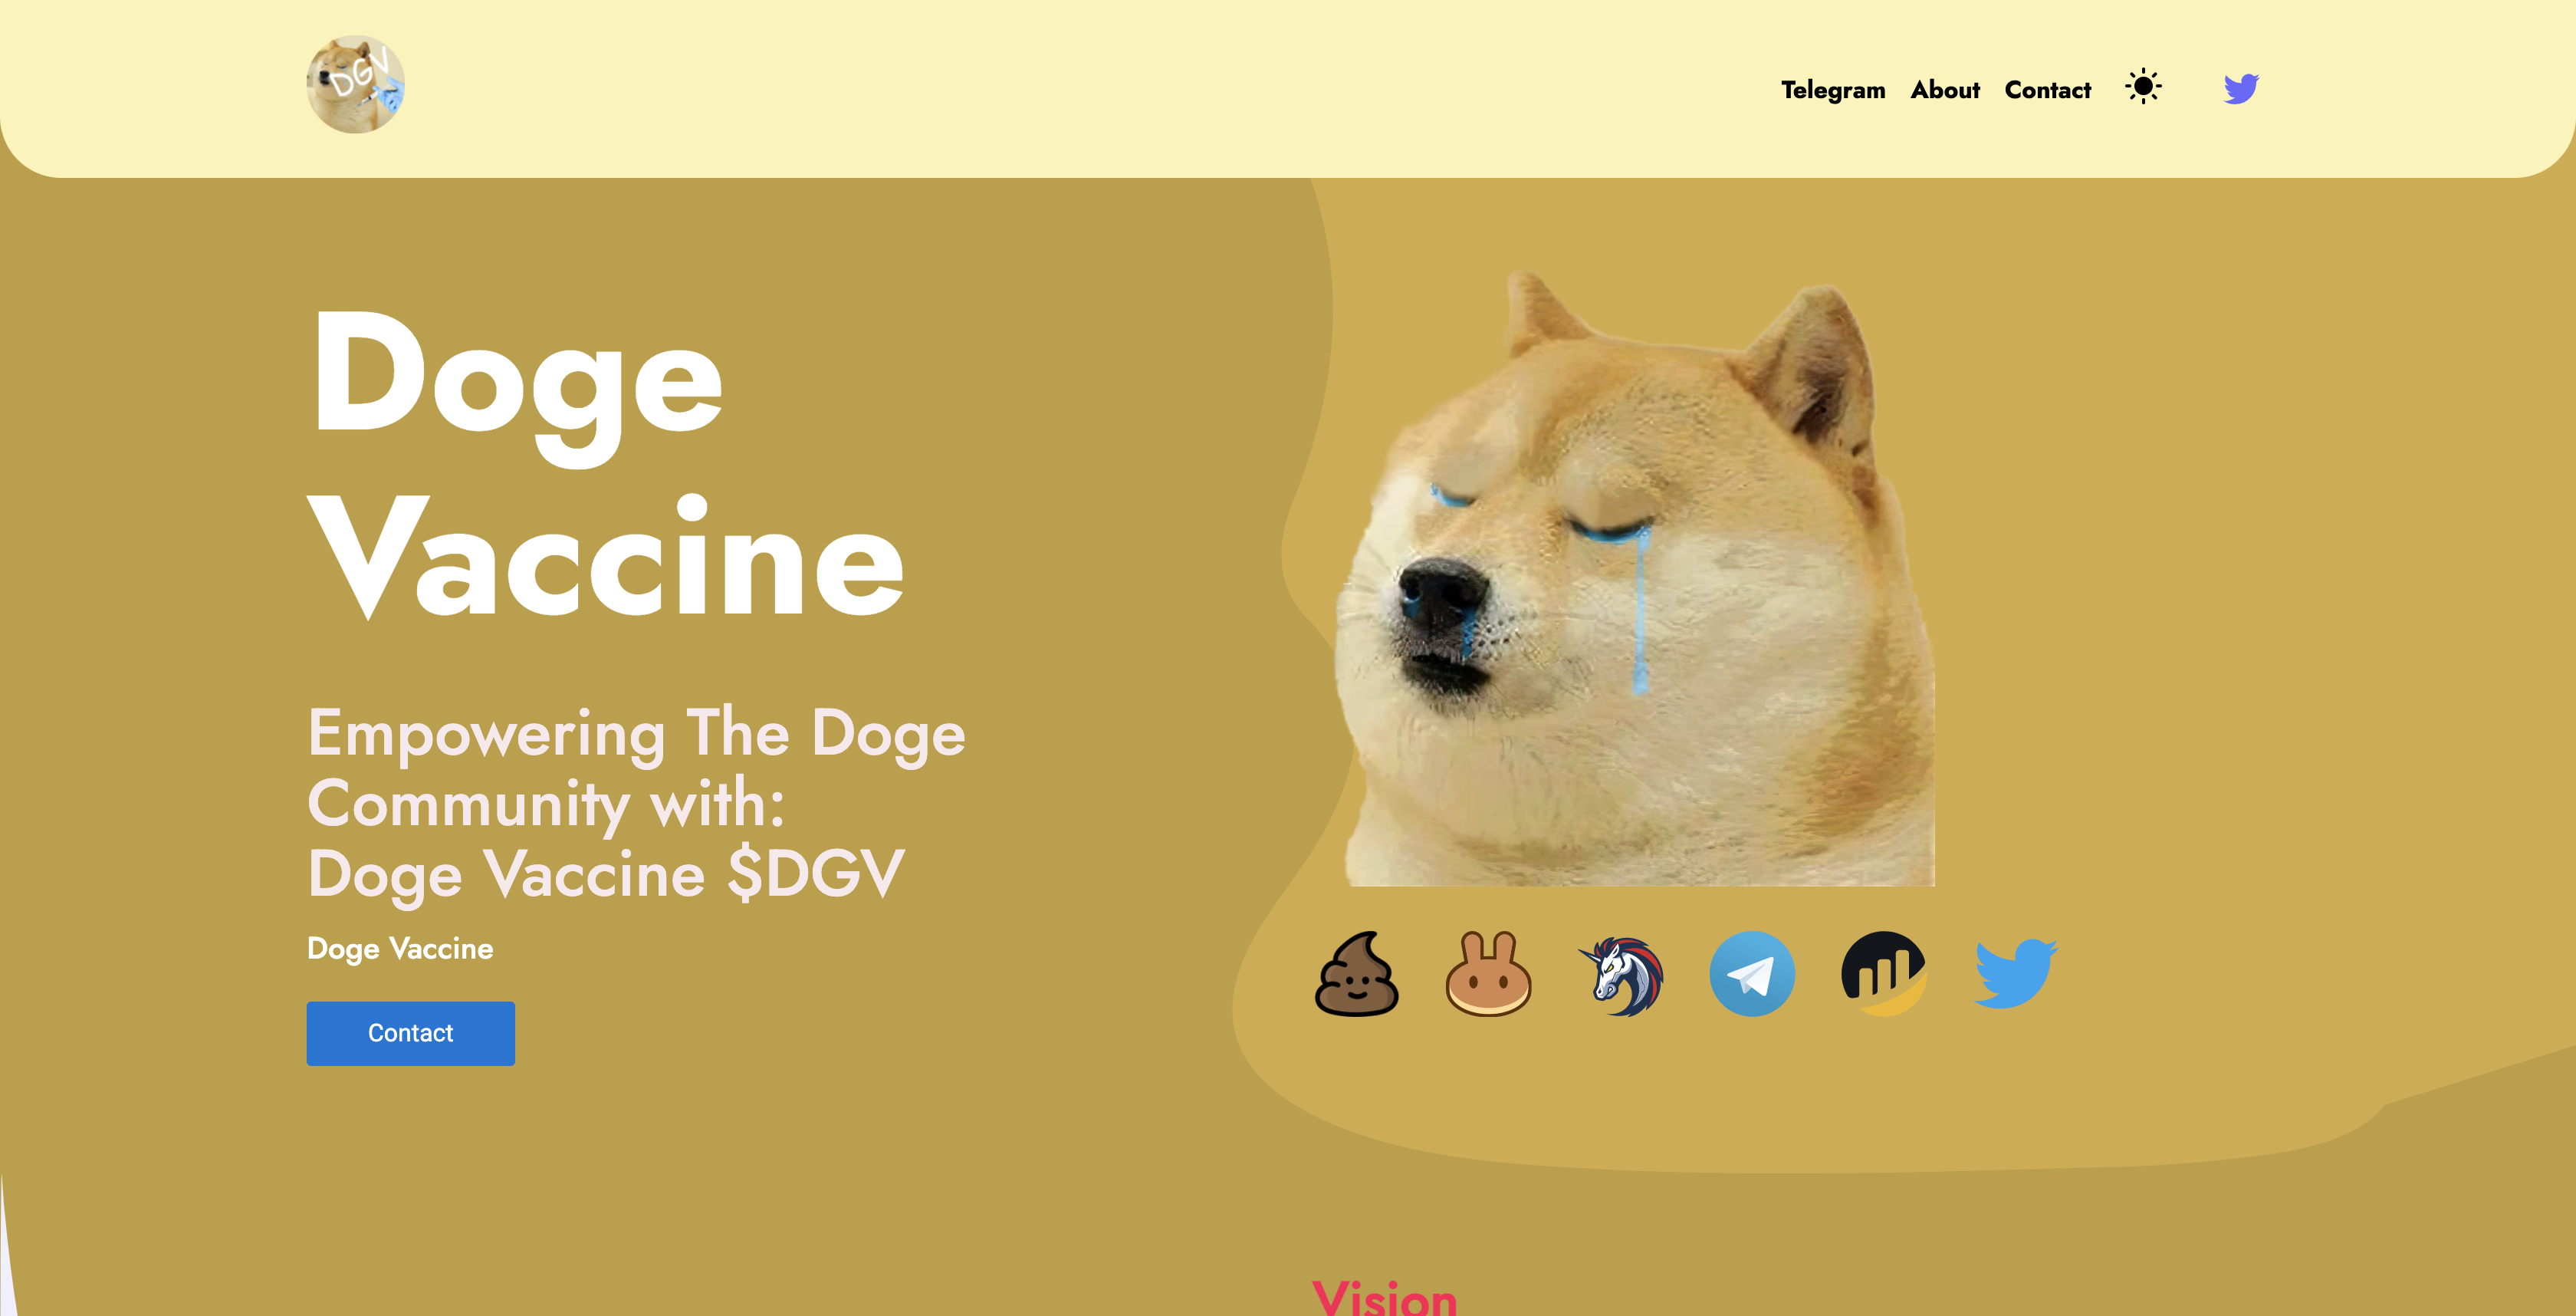 DGV
Telegram About Contact
Doge
Vaccine
Empowering The Doge
Community with:
Doge Vaccine $DGV
Doge Vaccine
Contact
Vision